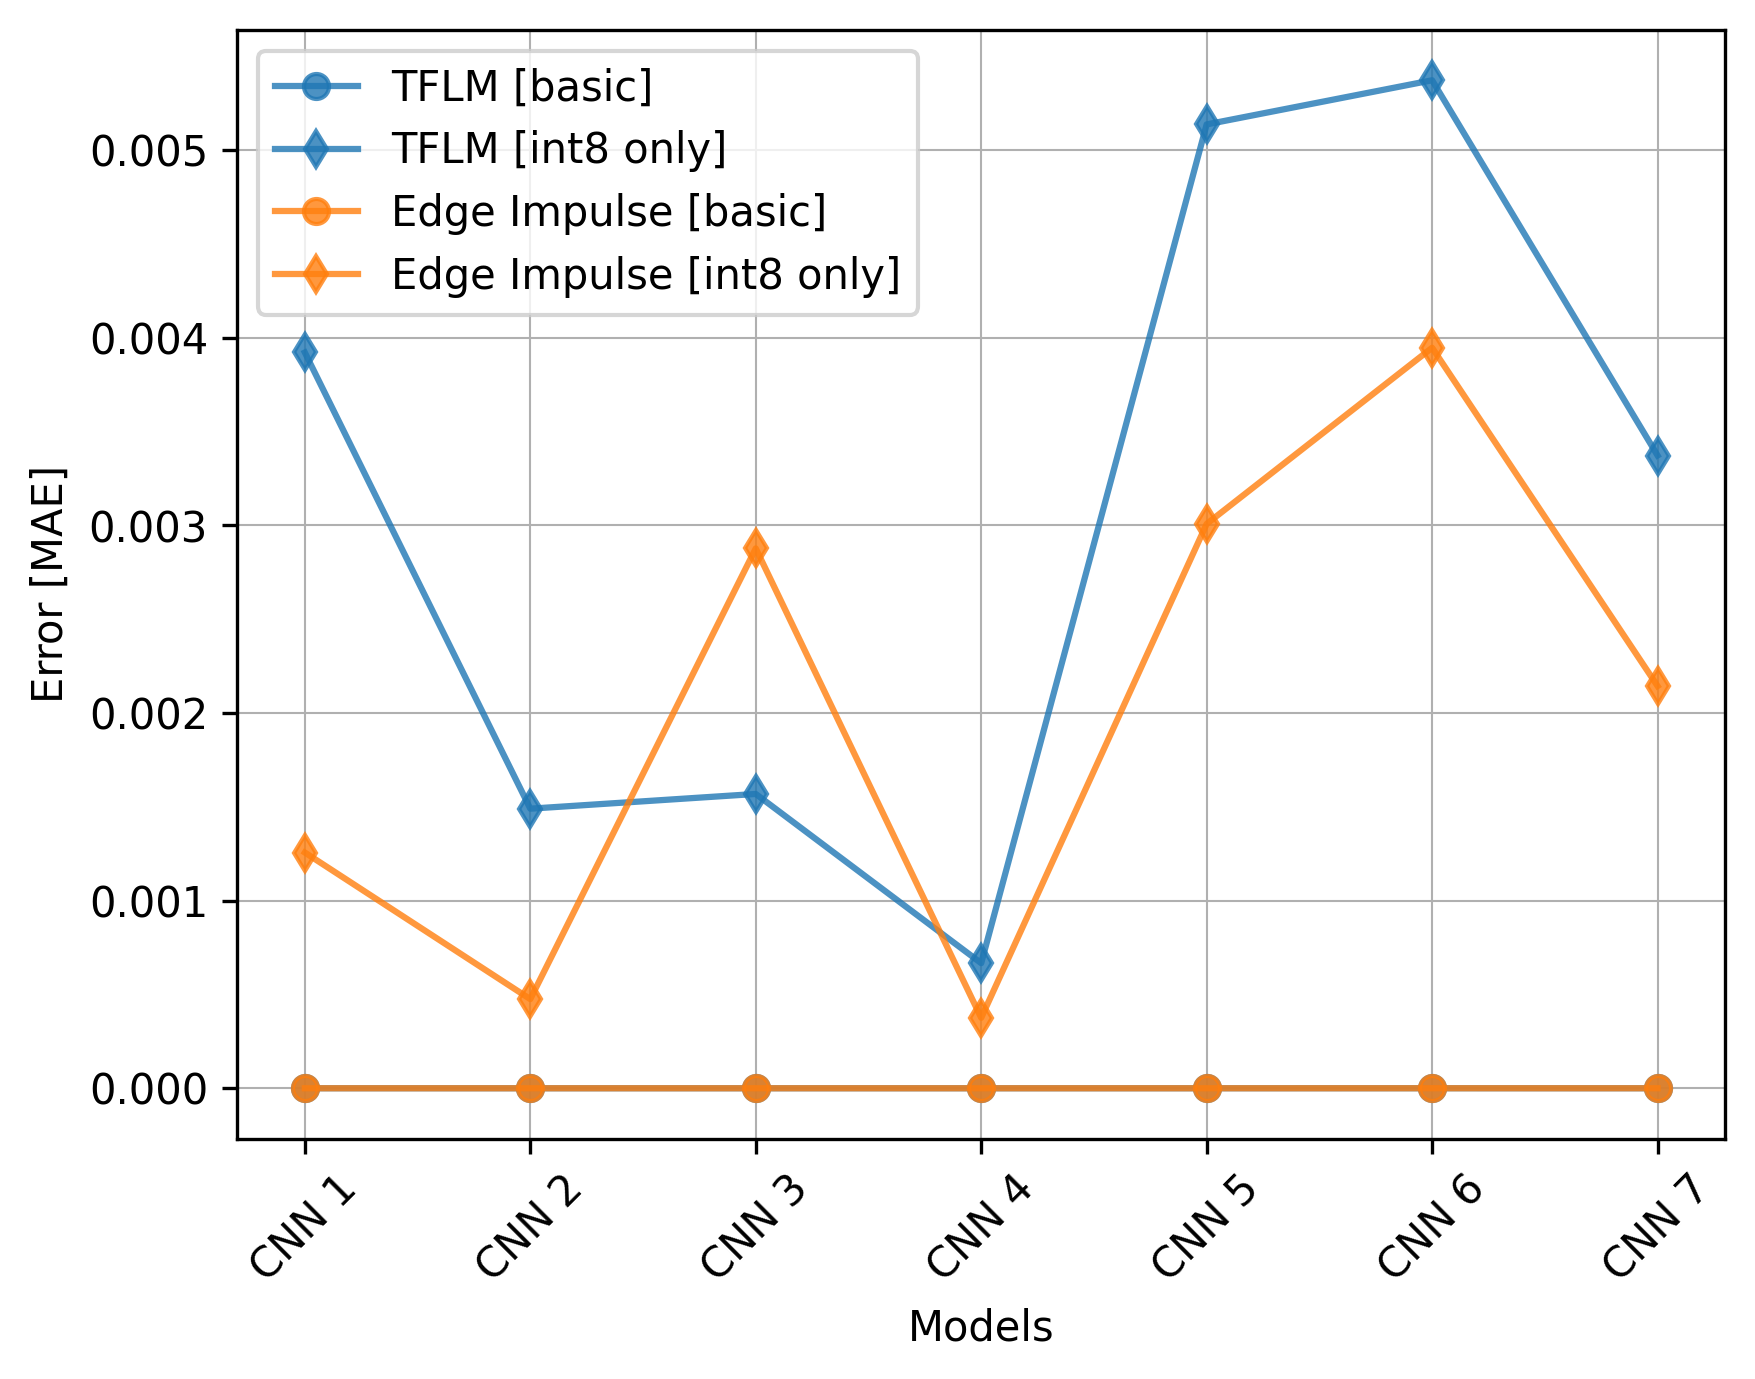 TFLM [basic]
TFLM [int8 only]
Edge Impulse [basic]
Edge Impulse [int8 only]
0.005
0.004
0.003
0.002
0.001
0.000
Error [MAE]
CNN 1
CNN 2
CNN 3
CNN 4
CNN 5
CNN 6
CNN 7
Models